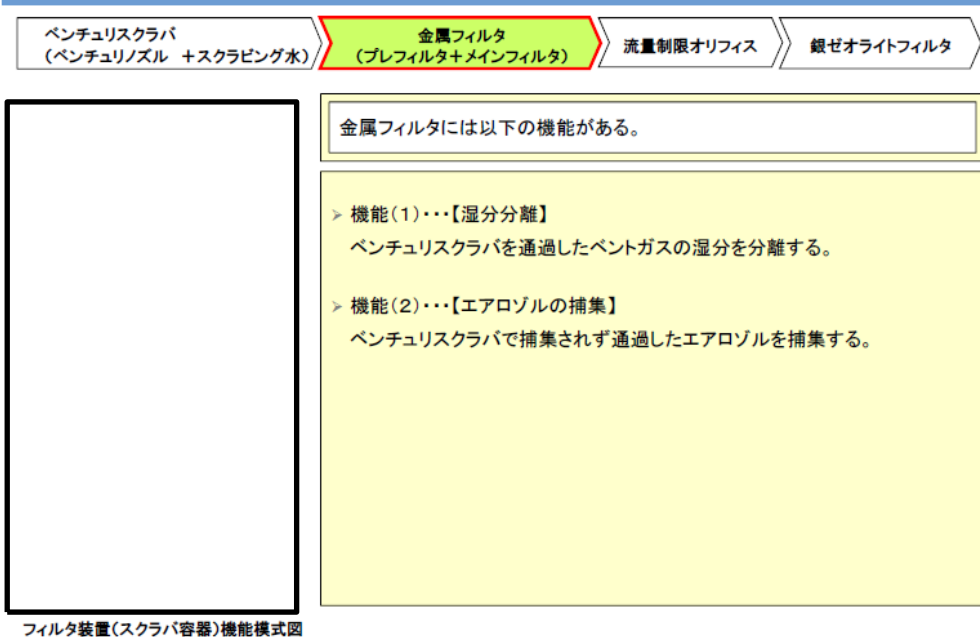 ベンチュリスクラバ
（ベンチュリノズル　＋スクラビング水）
金属フィルタ
（プレフィルタ＋メインフィルタ）
流量制限オリフィス
銀ゼオライトフィルタ
金属フィルタには以下の機能がある。
➢ 機能（１）・・・【湿分分離】
ベンチュリスクラバを通過したベントガスの湿分を分離する。
➢ 機能（２）・・・【エアロゾルの捕集】
ベンチュリスクラバで捕集されず通過したエアロゾルを捕集する。
フィルタ装置（スクラバ容器）機能模式図